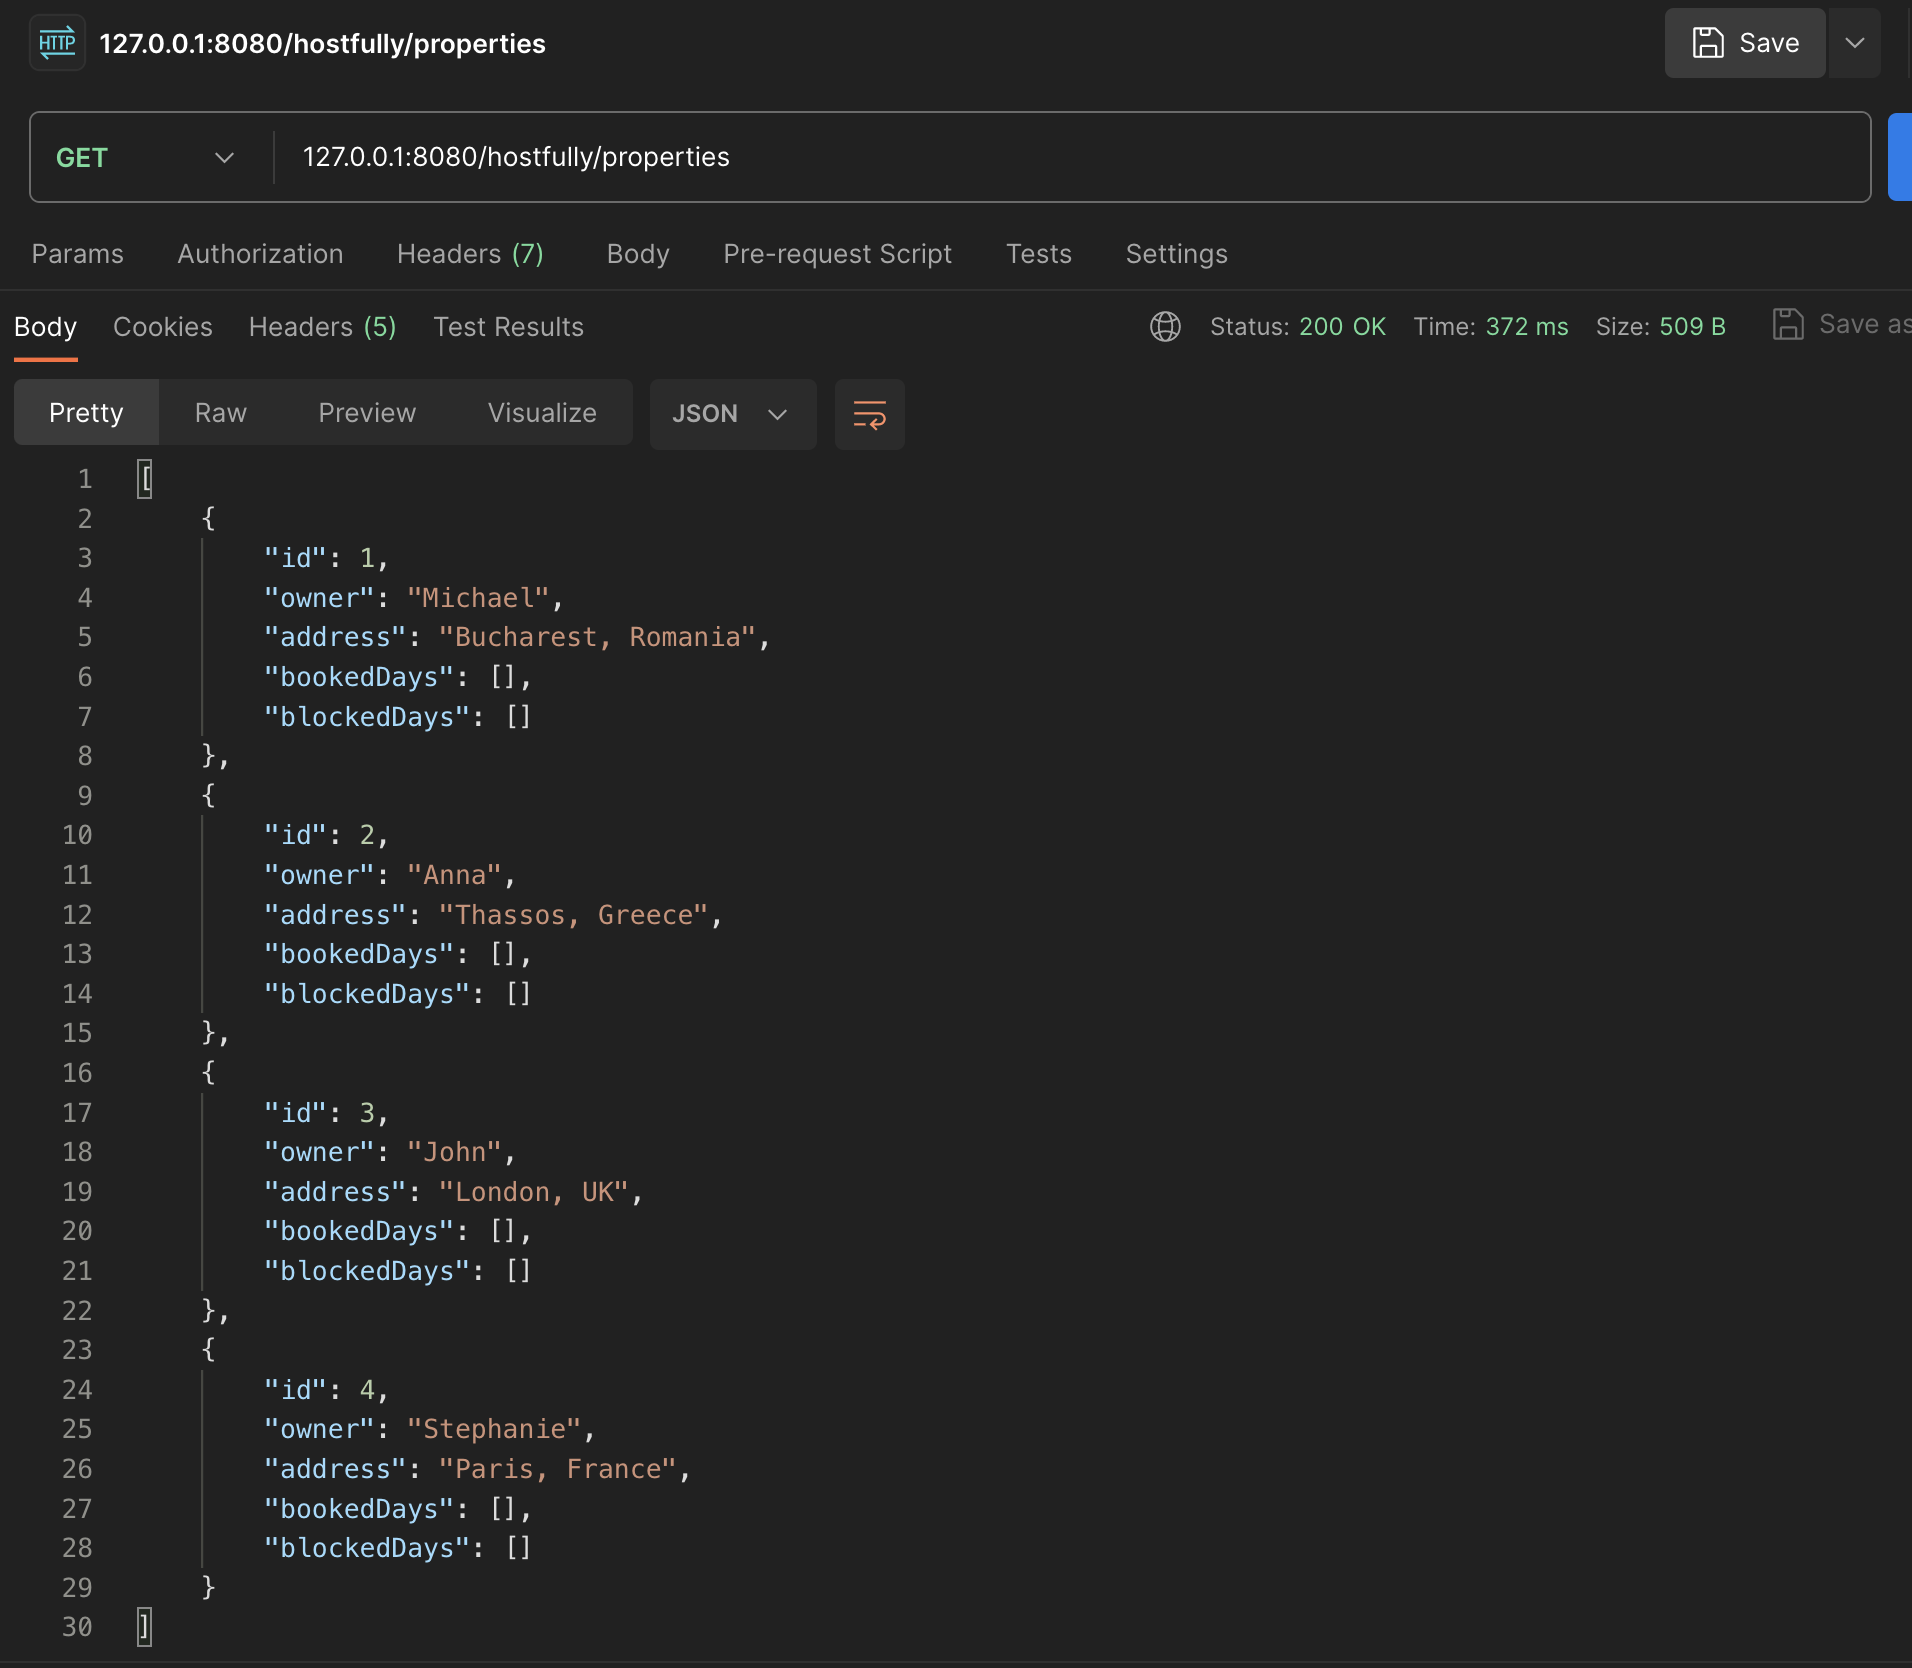 HTTP 127.0.0.1:8080/hostfully/properties Save
GET 127.0.0.1:8080/hostfully/properties
Params Authorization Headers (7) Body Pre-request Script Tests Settings
Body Cookies Headers (5) Test Results Status: 200 OK Time: 372 ms Size: 509 B Save as
Pretty Raw Preview Visualize JSON
1 [
2 {
3 "id": 1,
4 "owner": "Michael",
5 "address": "Bucharest, Romania",
6 "bookedDays": [],
7 "blockedDays": []
8 },
9 {
10 "id": 2,
11 "owner": "Anna",
12 "address": "Thassos, Greece",
13 "bookedDays": [],
14 "blockedDays": []
15 },
16 {
17 "id": 3,
18 "owner": "John",
19 "address": "London, UK",
20 "bookedDays": [],
21 "blockedDays": []
22 },
23 {
24 "id": 4,
25 "owner": "Stephanie",
26 "address": "Paris, France",
27 "bookedDays": [],
28 "blockedDays": []
29 }
30 ]